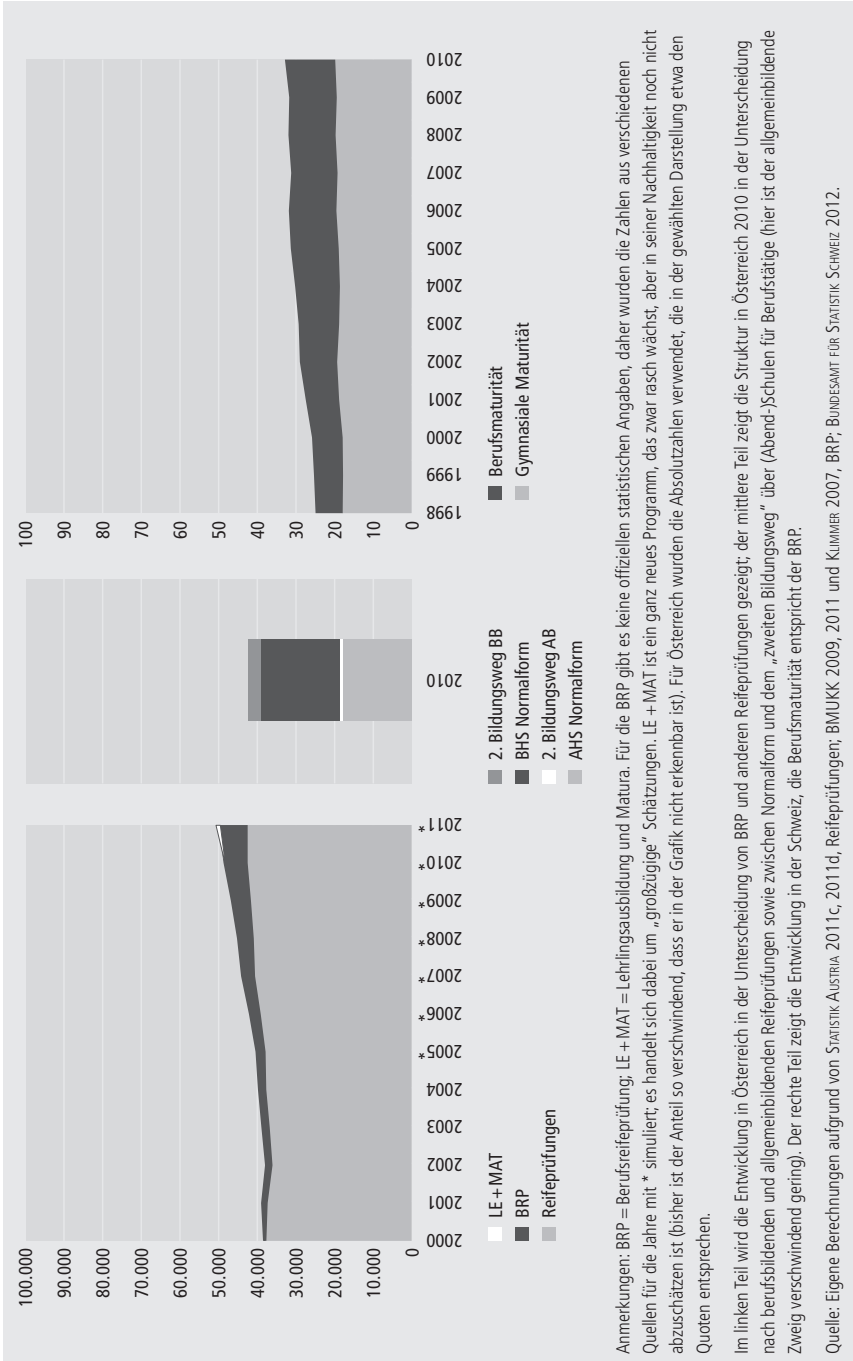 100.000
90.000
80.000
70.000
60.000
50.000
40.000
30.000
20.000
10.000
0
2000
2001
2002
2003
2004
2005*
2006*
2007*
2008*
2009*
2010*
2011*
LE + MAT
BRP
Reifeprüfungen
2010
2. Bildungsweg BB
BHS Normalform
2. Bildungsweg AB
AHS Normalform
100
90
80
70
60
50
40
30
20
10
0
1998
1999
2000
2001
2002
2003
2004
2005
2006
2007
2008
2009
2010
Berufsmaturität
Gymnasiale Maturität
Anmerkungen: BRP = Berufsreifeprüfung; LE + MAT = Lehrlingsausbildung und Matura. Für die BRP gibt es keine offiziellen statistischen Angaben, daher wurden die Zahlen aus verschiedenen
Quellen für die Jahre mit * simuliert; es handelt sich dabei um „großzügige“ Schätzungen. LE + MAT ist ein ganz neues Programm, das zwar rasch wächst, aber in seiner Nachhaltigkeit noch nicht
abzuschätzen ist (bisher ist der Anteil so verschwindend, dass er in der Grafik nicht erkennbar ist). Für Österreich wurden die Absolutzahlen verwendet, die in der gewählten Darstellung etwa den
Quoten entsprechen.
Im linken Teil wird die Entwicklung in Österreich in der Unterscheidung von BRP und anderen Reifeprüfungen gezeigt; der mittlere Teil zeigt die Struktur in Österreich 2010 in der Unterscheidung
nach berufsbildenden und allgemeinbildenden Reifeprüfungen sowie zwischen Normalform und dem „zweiten Bildungsweg“ über (Abend-)Schulen für Berufstätige (hier ist der allgemeinbildende
Zweig verschwindend gering). Der rechte Teil zeigt die Entwicklung in der Schweiz, die Berufsmaturität entspricht der BRP.
Quelle: Eigene Berechnungen aufgrund von Statistik Austria 2011c, 2011d, Reifeprüfungen; BMUKK 2009, 2011 und Klimmer 2007, BRP; Bundesamt für Statistik Schweiz 2012.